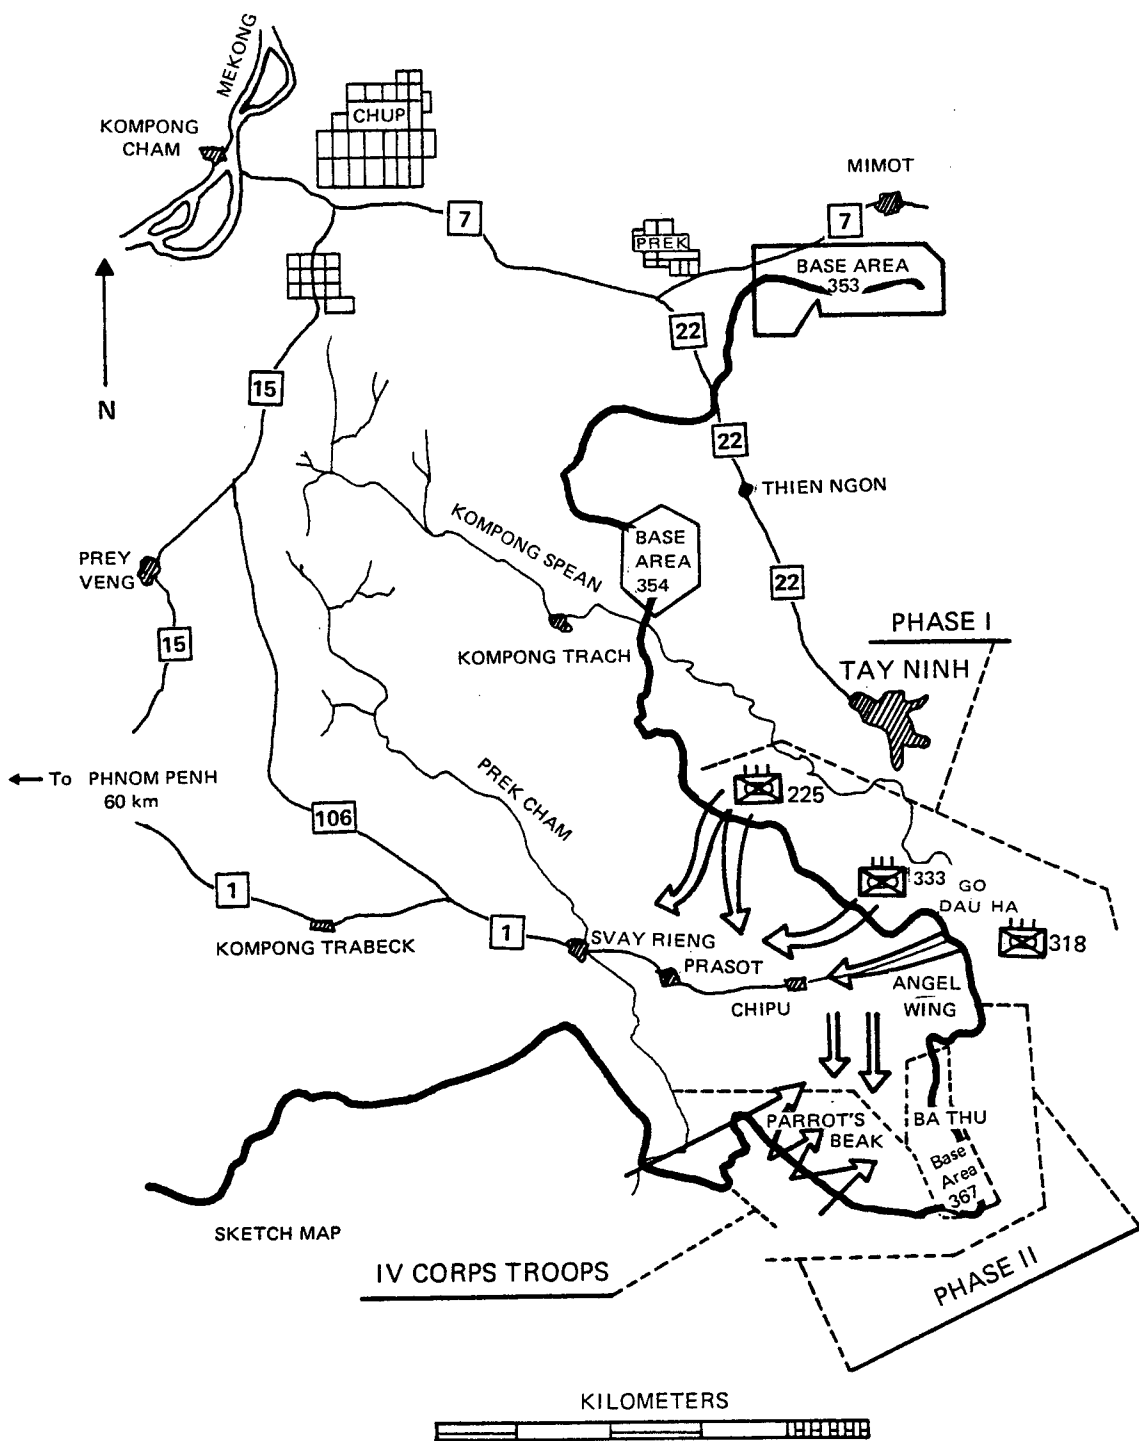 MEKONG
KOMPONG
CHAM
CHUP
MIMOT
7
7
PREK
BASE AREA
353
22
N
15
22
THIEN NGON
KOMPONG SPEAN
BASE
AREA
354
PREY
VENG
22
15
KOMPONG TRACH
PHASE I
TAY NINH
To PHNOM PENH
60 km
PREK CHAM
225
106
333
1
GO
DAU HA
KOMPONG TRABECK
1
SVAY RIENG
318
PRASOT
CHIPU
ANGEL
WING
PARROT'S
BEAK
BA THU
Base
Area
367
SKETCH MAP
IV CORPS TROOPS
PHASE II
KILOMETERS